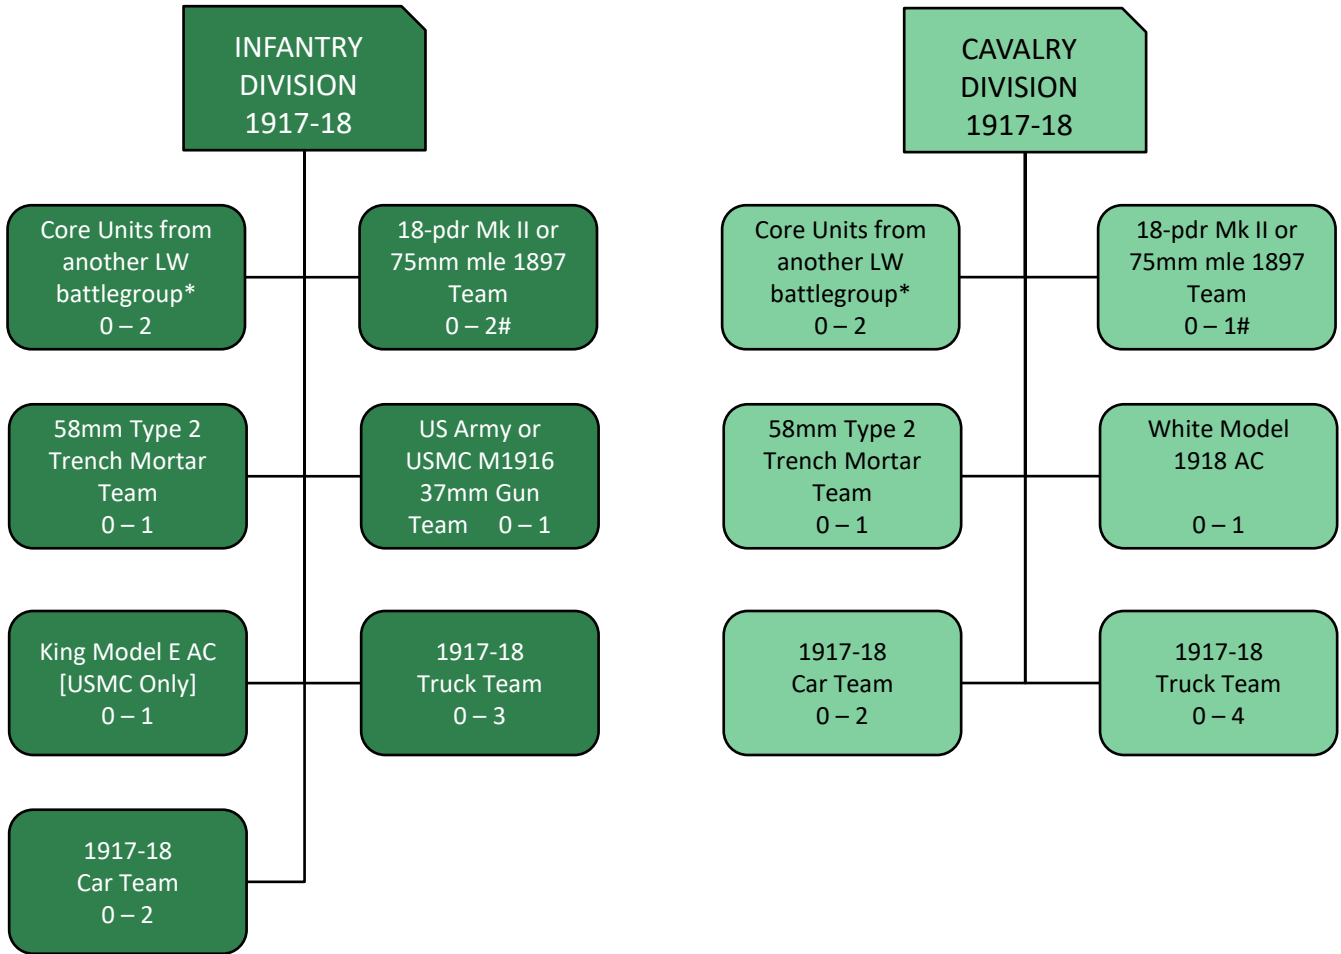 INFANTRY
DIVISION
1917-18
Core Units from
another LW
battlegroup*
0 – 2
18-pdr Mk II or
75mm mle 1897
Team
0 – 2#
58mm Type 2
Trench Mortar
Team
0 – 1
US Army or
USMC M1916
37mm Gun
Team 0 – 1
King Model E AC
[USMC Only]
0 – 1
1917-18
Truck Team
0 – 3
1917-18
Car Team
0 – 2
CAVALRY
DIVISION
1917-18
Core Units from
another LW
battlegroup*
0 – 2
18-pdr Mk II or
75mm mle 1897
Team
0 – 1#
58mm Type 2
Trench Mortar
Team
0 – 1
White Model
1918 AC
0 – 1
1917-18
Car Team
0 – 2
1917-18
Truck Team
0 – 4